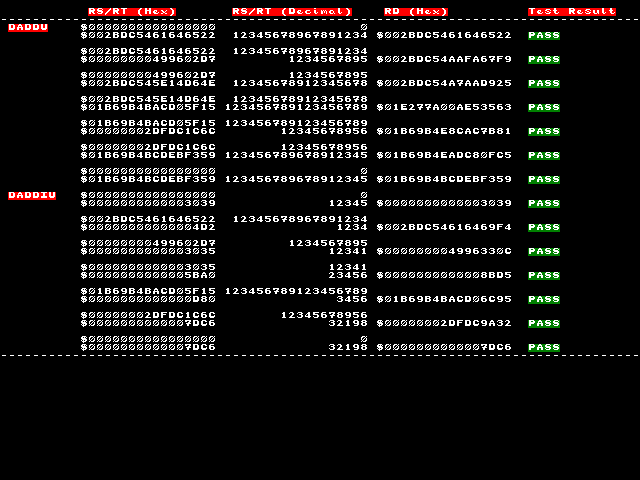 RS/RT (Hex) RS/RT (Decimal) RD (Hex) Test Result
DADDU $0000000000000000 0
$002BDC5461646522 12345678967891234 $002BDC5461646522 PASS
$002BDC5461646522 12345678967891234
$00000000499602D7 1234567895 $002BDC54AAFA67F9 PASS
$00000000499602D7 1234567895
$002BDC545E14D64E 12345678912345678 $002BDC54A7AAD925 PASS
$002BDC545E14D64E 12345678912345678
$01B69B4BACD05F15 123456789123456789 $01E277A00AE53563 PASS
$01B69B4BACD05F15 123456789123456789
$00000002DFDC1C6C 12345678956 $01B69B4E8CAC7B81 PASS
$00000002DFDC1C6C 12345678956
$01B69B4BCDEBF359 123456789678912345 $01B69B4EADC80FC5 PASS
$0000000000000000 0
$01B69B4BCDEBF359 123456789678912345 $01B69B4BCDEBF359 PASS
DADDIU $0000000000000000 0
$0000000000003039 12345 $0000000000003039 PASS
$002BDC5461646522 12345678967891234
$00000000000004D2 1234 $002BDC54616469F4 PASS
$00000000499602D7 1234567895
$0000000000003035 12341 $000000004996330C PASS
$0000000000003035 12341
$0000000000005BA0 23456 $0000000000008BD5 PASS
$01B69B4BACD05F15 123456789123456789
$0000000000000D80 3456 $01B69B4BACD06C95 PASS
$00000002DFDC1C6C 12345678956
$0000000000007DC6 32198 $00000002DFDC9A32 PASS
$0000000000000000 0
$0000000000007DC6 32198 $0000000000007DC6 PASS